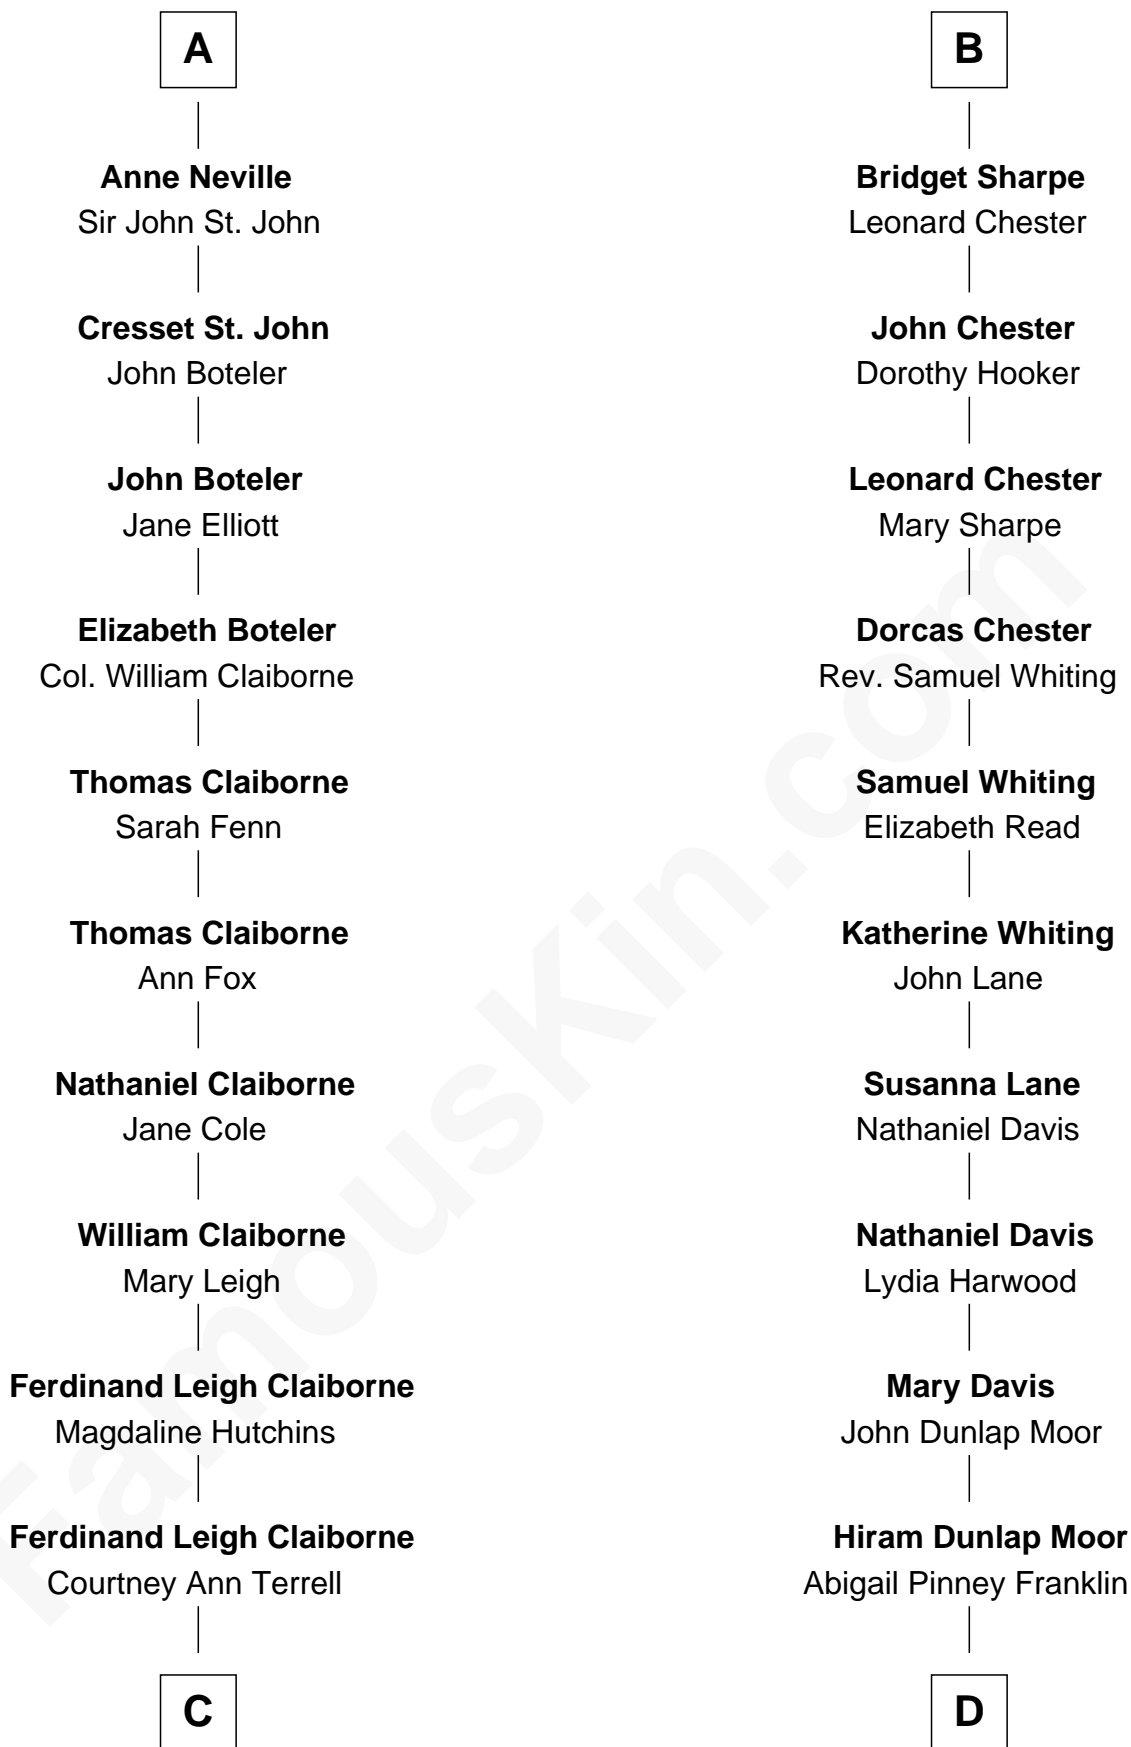 A
Anne Neville
Sir John St. John
Cresset St. John
John Boteler
John Boteler
Jane Elliott
Elizabeth Boteler
Col. William Claiborne
Thomas Claiborne
Sarah Fenn
Thomas Claiborne
Ann Fox
Nathaniel Claiborne
Jane Cole
William Claiborne
Mary Leigh
Ferdinand Leigh Claiborne
Magdaline Hutchins
Ferdinand Leigh Claiborne
Courtney Ann Terrell
C
B
Bridget Sharpe
Leonard Chester
John Chester
Dorothy Hooker
Leonard Chester
Mary Sharpe
Dorcas Chester
Rev. Samuel Whiting
Samuel Whiting
Elizabeth Read
Katherine Whiting
John Lane
Susanna Lane
Nathaniel Davis
Nathaniel Davis
Lydia Harwood
Mary Davis
John Dunlap Moor
Hiram Dunlap Moor
Abigail Pinney Franklin
D
FamousKin.com